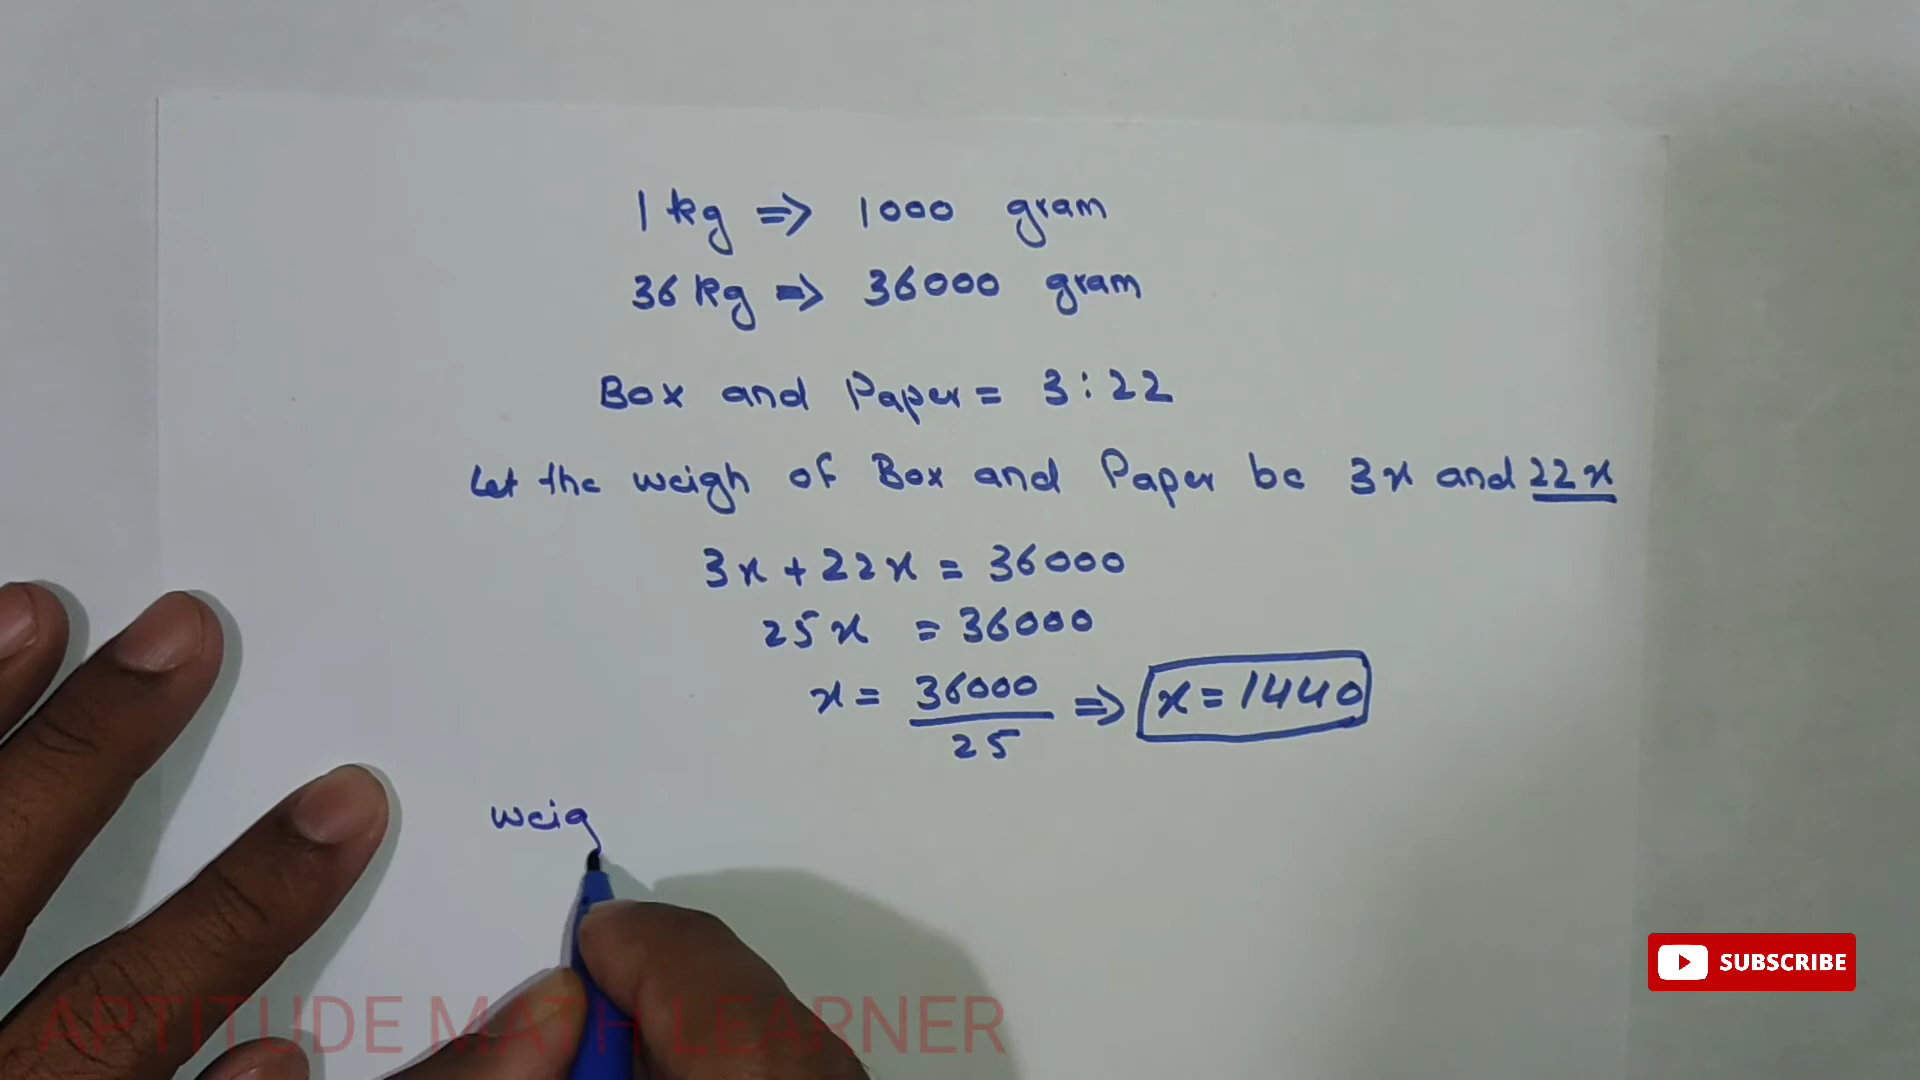 1 kg => 1000 gram
36 kg => 36000 gram
Box and Paper = 3:22
Let the weigh of Box and Paper be 3x and 22x
3x + 22x = 36000
25x = 36000
x = 36000/25 => x = 1440
weig
APTITUDE MATH LEARNER
SUBSCRIBE